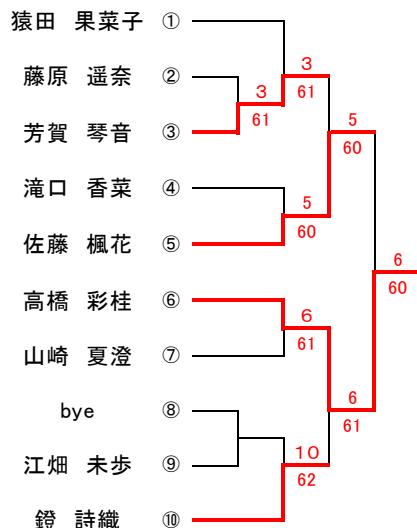 猿田 果菜子 ①
藤原 遥奈 ②
芳賀 琴音 ③
滝口 香菜 ④
佐藤 楓花 ⑤
高橋 彩桂 ⑥
山崎 夏澄 ⑦
bye ⑧
江畑 未歩 ⑨
鐙 詩織 ⑩
3
61
3
61
5
60
6
61
10
62
5
60
6
61
6
60